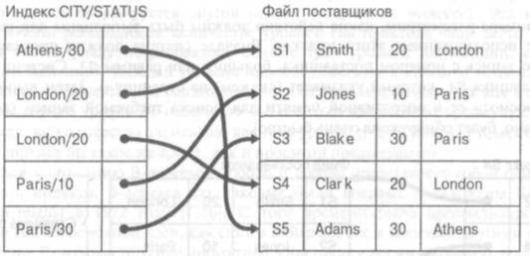 Индекс CITY/STATUS Файл поставщиков
Athens/30 S1 Smith 20 London
London/20 S2 Jones 10 Paris
London/20 S3 Blake 30 Paris
Paris/10 S4 Clark 20 London
Paris/30 S5 Adams 30 Athens